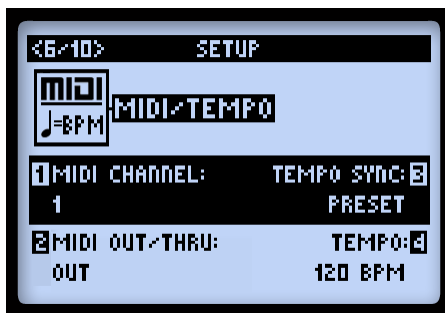 <6/10> SETUP
MIDI
♩=BPM
MIDI/TEMPO
1 MIDI CHANNEL: TEMPO SYNC: 3
1 PRESET
2 MIDI OUT/THRU: TEMPO: C
OUT 120 BPM